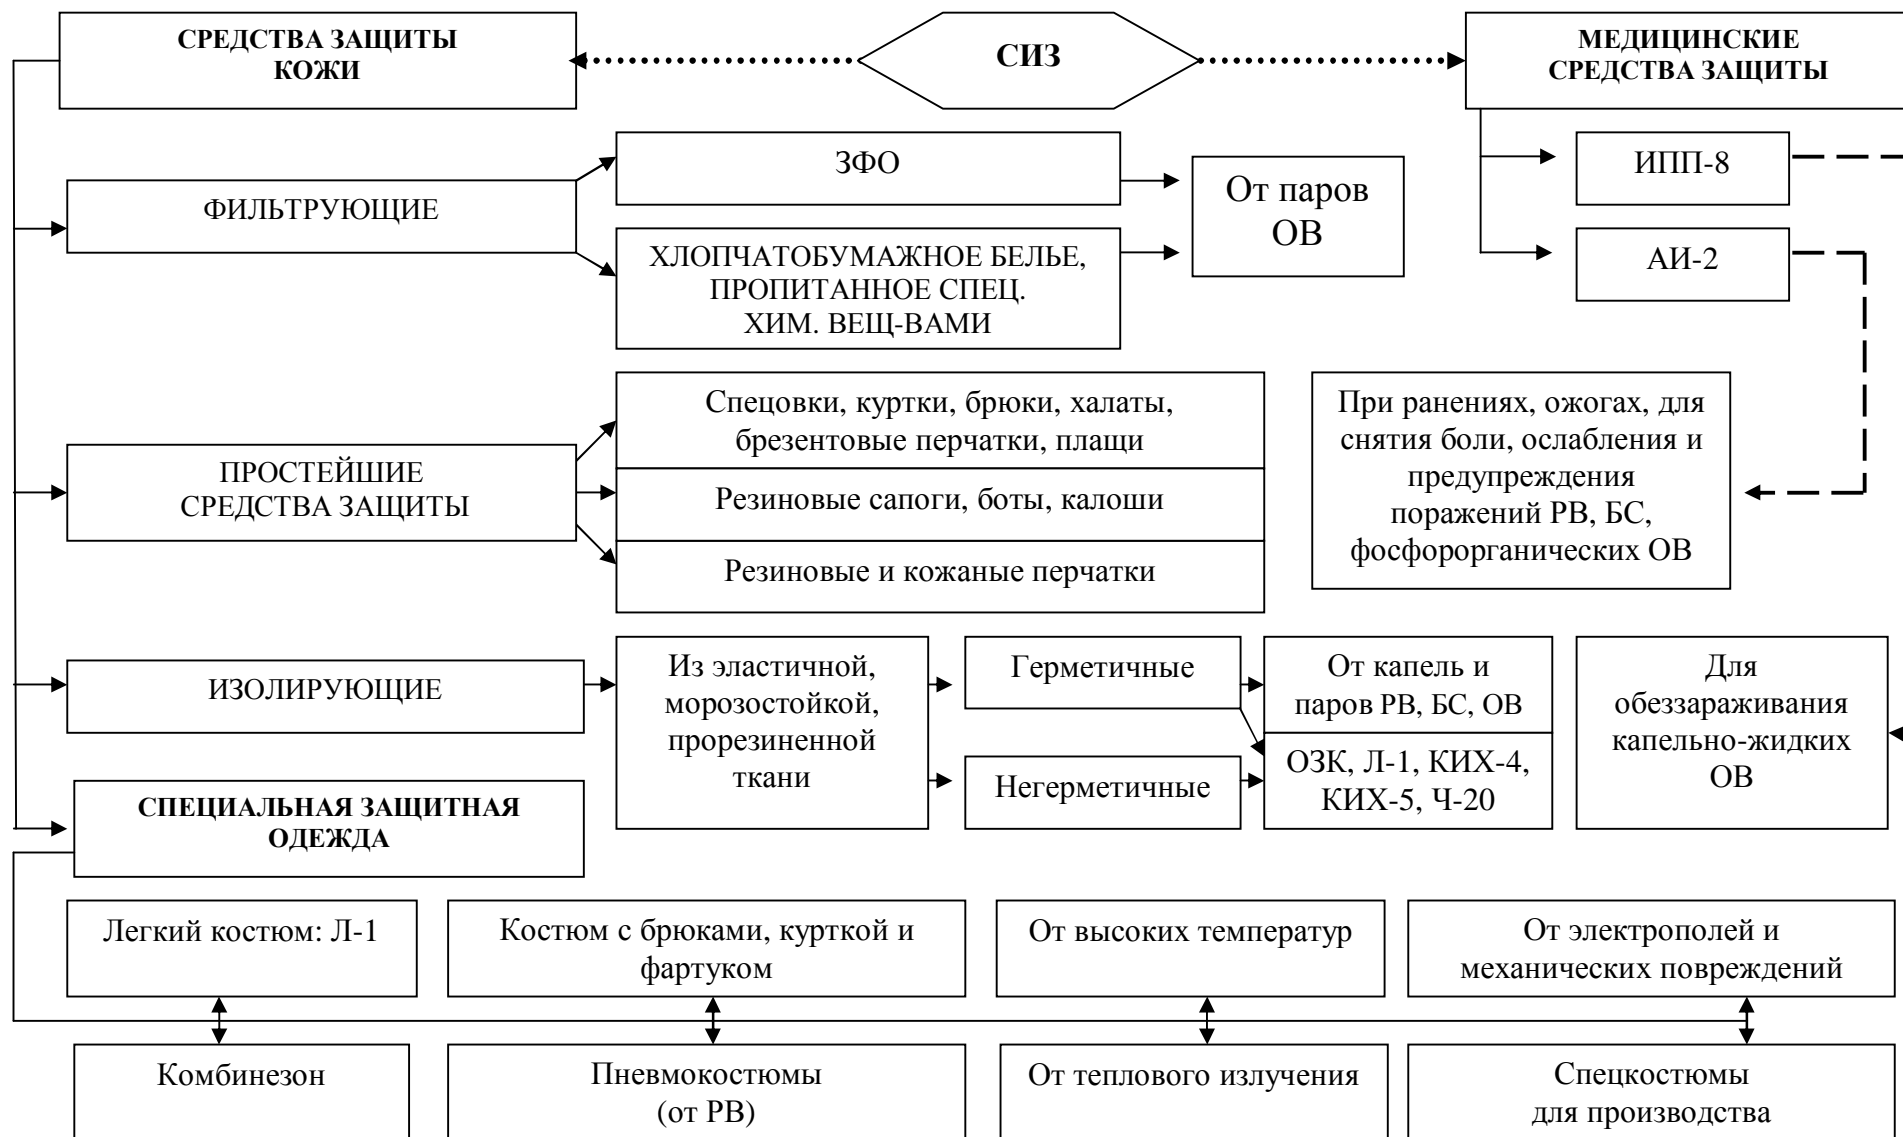 СРЕДСТВА ЗАЩИТЫ
КОЖИ
СИЗ
МЕДИЦИНСКИЕ
СРЕДСТВА ЗАЩИТЫ
ЗФО
ИПП-8
ФИЛЬТРУЮЩИЕ
От паров
ОВ
ХЛОПЧАТОБУМАЖНОЕ БЕЛЬЕ,
ПРОПИТАННОЕ СПЕЦ.
ХИМ. ВЕЩ-ВАМИ
АИ-2
Спецовки, куртки, брюки, халаты,
брезентовые перчатки, плащи
При ранениях, ожогах, для
снятия боли, ослабления и
предупреждения
поражений РВ, БС,
фосфорорганических ОВ
ПРОСТЕЙШИЕ
СРЕДСТВА ЗАЩИТЫ
Резиновые сапоги, боты, калоши
Резиновые и кожаные перчатки
ИЗОЛИРУЮЩИЕ
Из эластичной,
морозостойкой,
прорезиненной
ткани
Герметичные
От капель и
паров РВ, БС, ОВ
Для
обеззараживания
капельно-жидких
ОВ
Негерметичные
ОЗК, Л-1, КИХ-4,
КИХ-5, Ч-20
СПЕЦИАЛЬНАЯ ЗАЩИТНАЯ
ОДЕЖДА
Легкий костюм: Л-1
Костюм с брюками, курткой и
фартуком
От высоких температур
От электрополей и
механических повреждений
Комбинезон
Пневмокостюмы
(от РВ)
От теплового излучения
Спецкостюмы
для производства